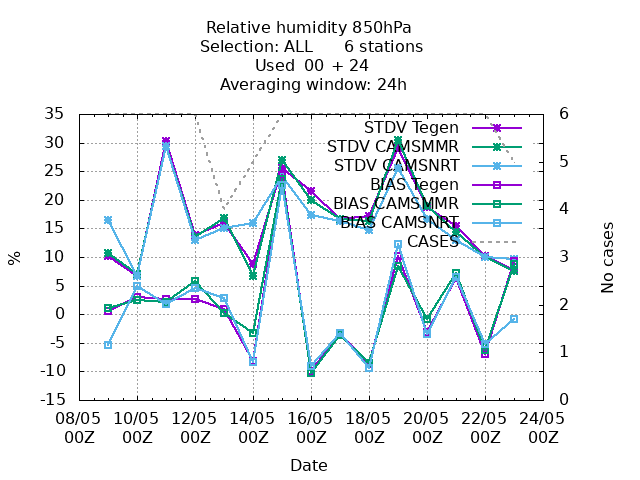 Relative humidity 850hPa
Selection: ALL 6 stations
Used 00 + 24
Averaging window: 24h
35
30
25
20
15
10
5
0
-5
-10
-15
%
6
5
4
3
2
1
0
No cases
STDV Tegen
STDV CAMSMMR
STDV CAMSNRT
BIAS Tegen
BIAS CAMSMMR
BIAS CAMSNRT
CASES
08/05 10/05 12/05 14/05 16/05 18/05 20/05 22/05 24/05
00Z 00Z 00Z 00Z 00Z 00Z 00Z 00Z 00Z
Date